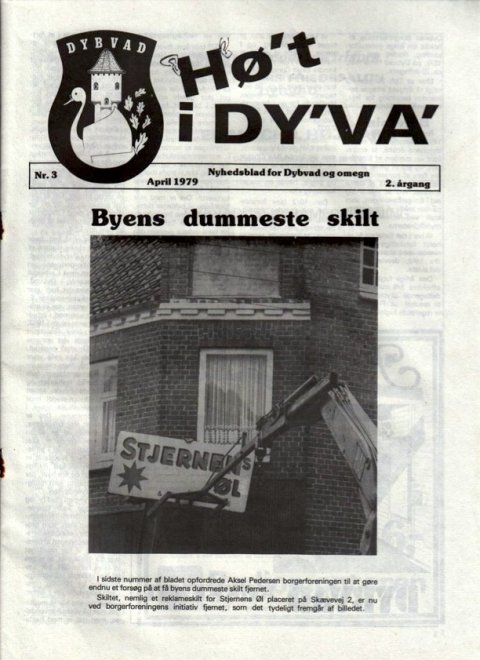 DYBVAD
Hø't
i DY'VA'
Nr. 3
April 1979
Nyhedsblad for Dybvad og omegn
2. årgang
Byens dummeste skilt
STJERNENS
ØL
I sidste nummer af bladet opfordrede Aksel Pedersen borgerforeningen til at gøre
endnu et forsøg på at få byens dummeste skilt fjernet.
Skiltet, nemlig et reklameskilt for Stjernens Øl placeret på Skævevej 2, er nu
ved borgerforeningens initiativ fjernet, som det tydeligt fremgår af billedet.